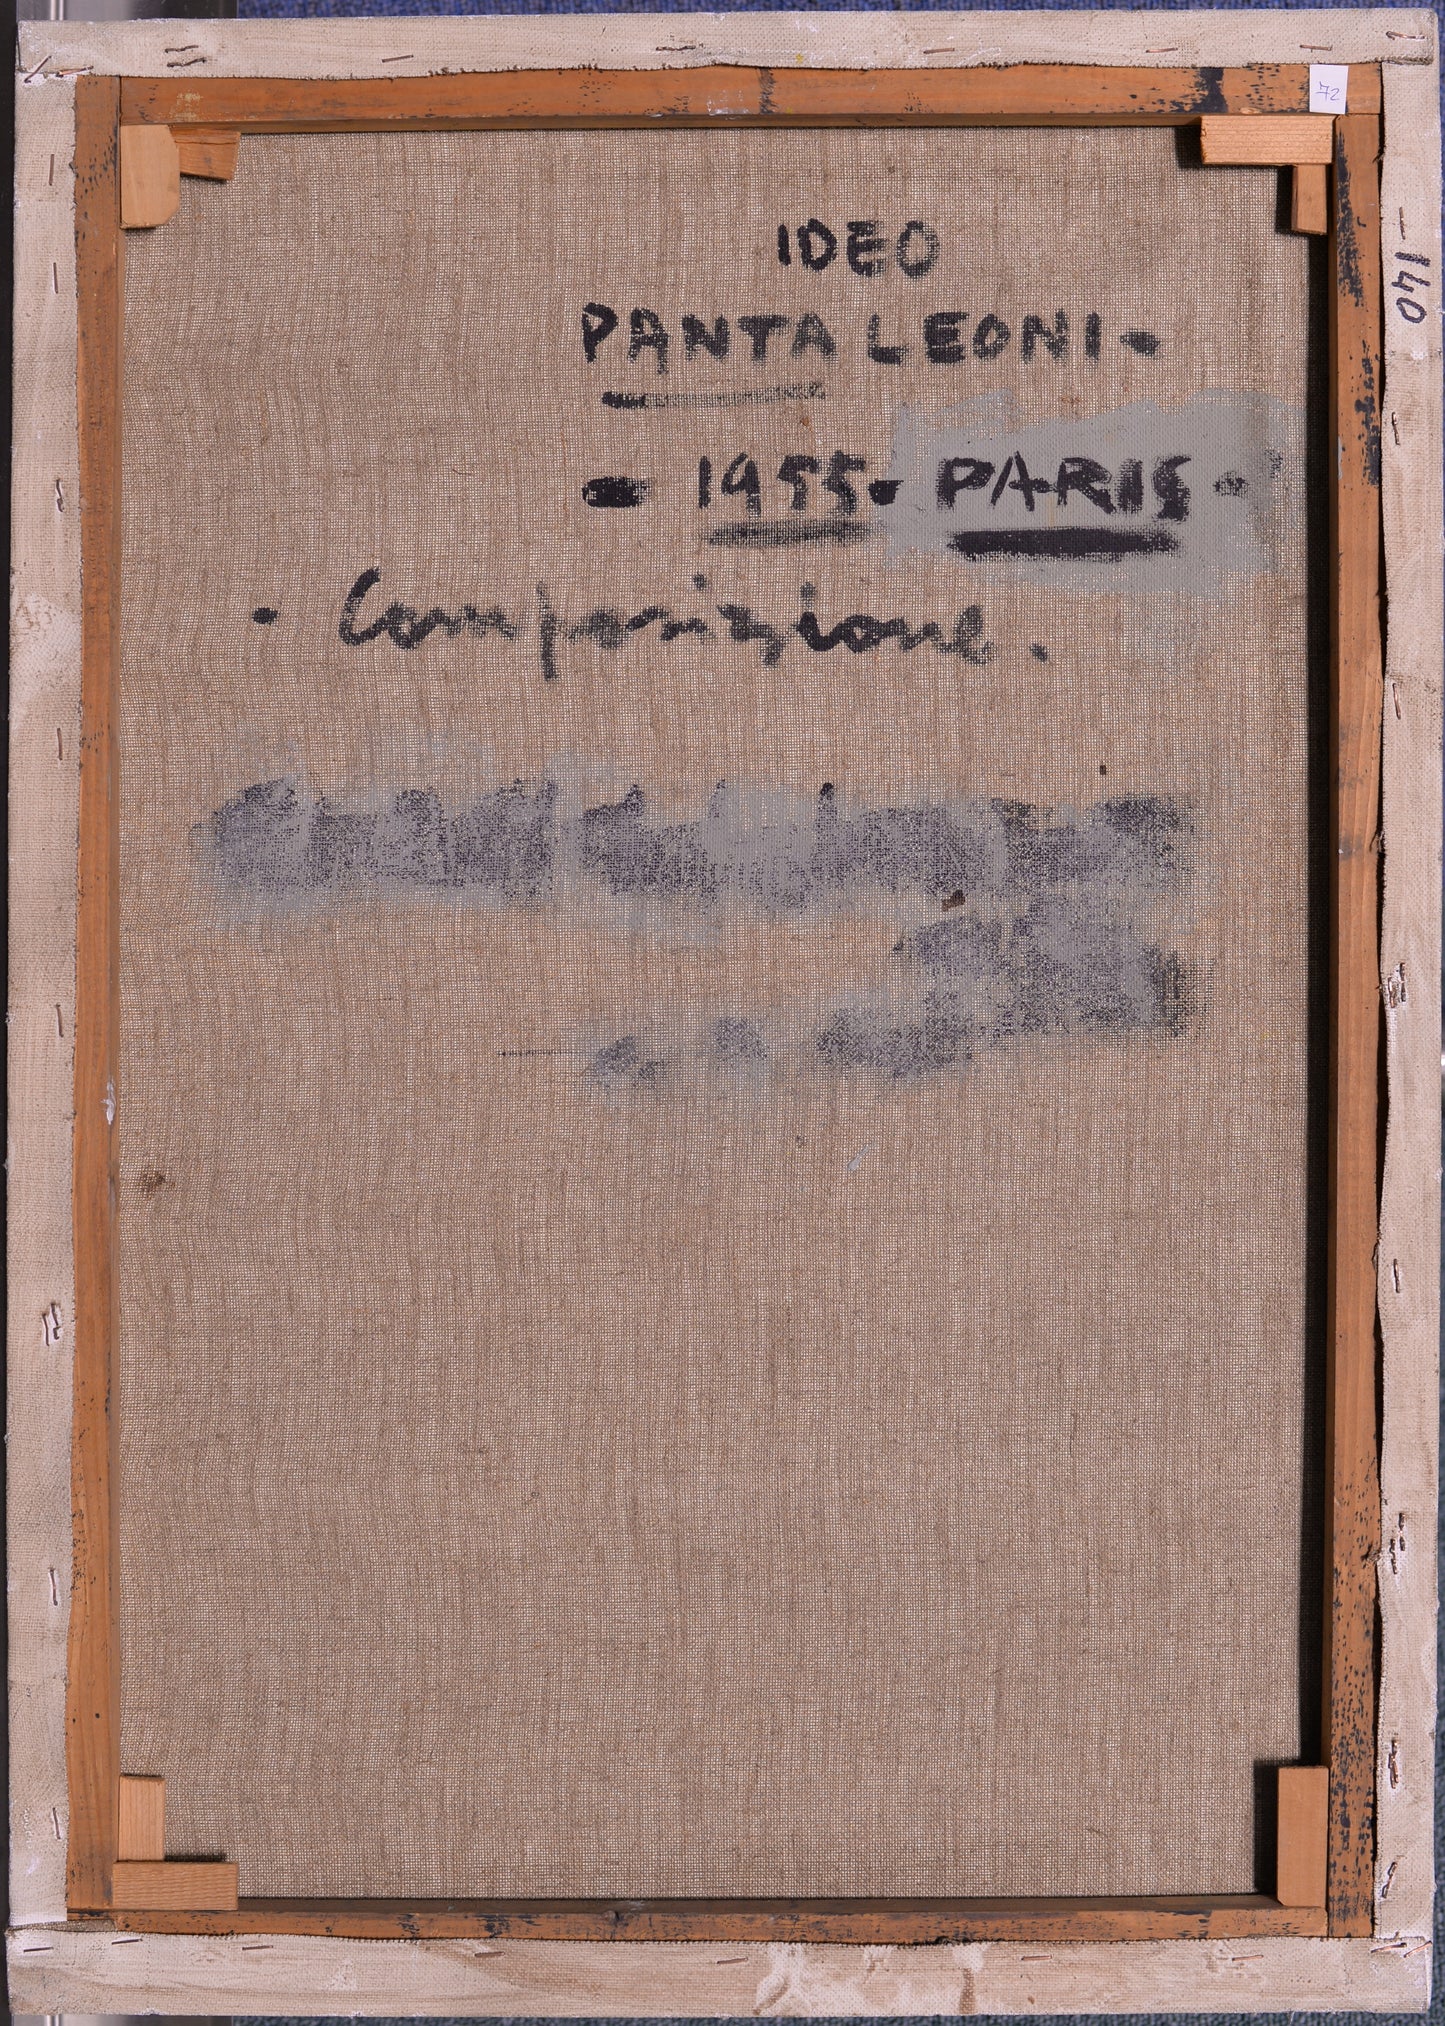 72
140
IDEO
PANTALEONI-
- 1955 - PARIS -
. Composizione .